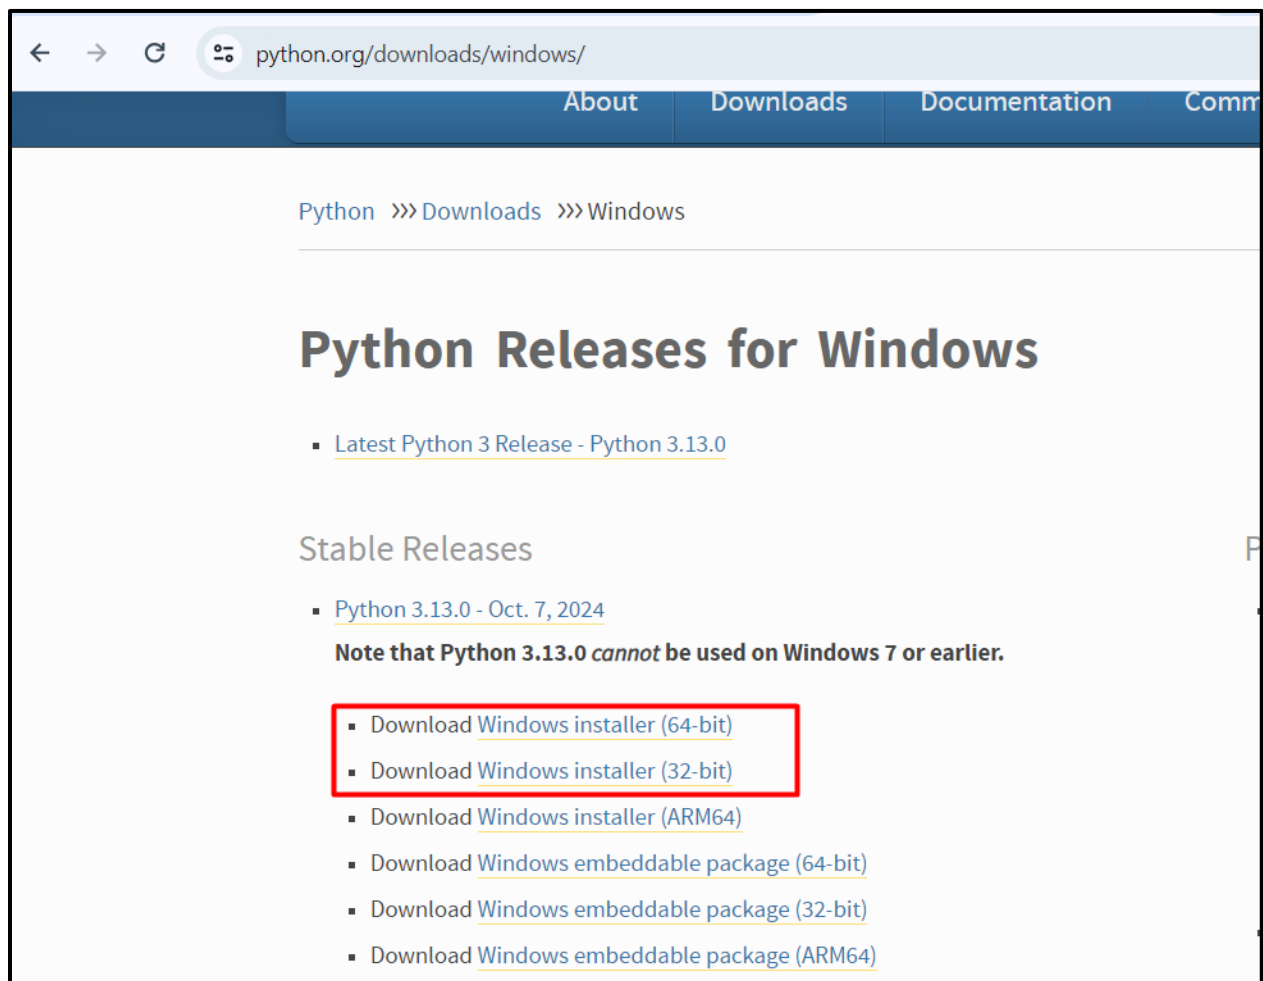 python.org/downloads/windows/
About Downloads Documentation Comm
Python >>> Downloads >>> Windows
Python Releases for Windows
Latest Python 3 Release - Python 3.13.0
Stable Releases
P
Python 3.13.0 - Oct. 7, 2024
Note that Python 3.13.0 cannot be used on Windows 7 or earlier.
Download Windows installer (64-bit)
Download Windows installer (32-bit)
Download Windows installer (ARM64)
Download Windows embeddable package (64-bit)
Download Windows embeddable package (32-bit)
Download Windows embeddable package (ARM64)